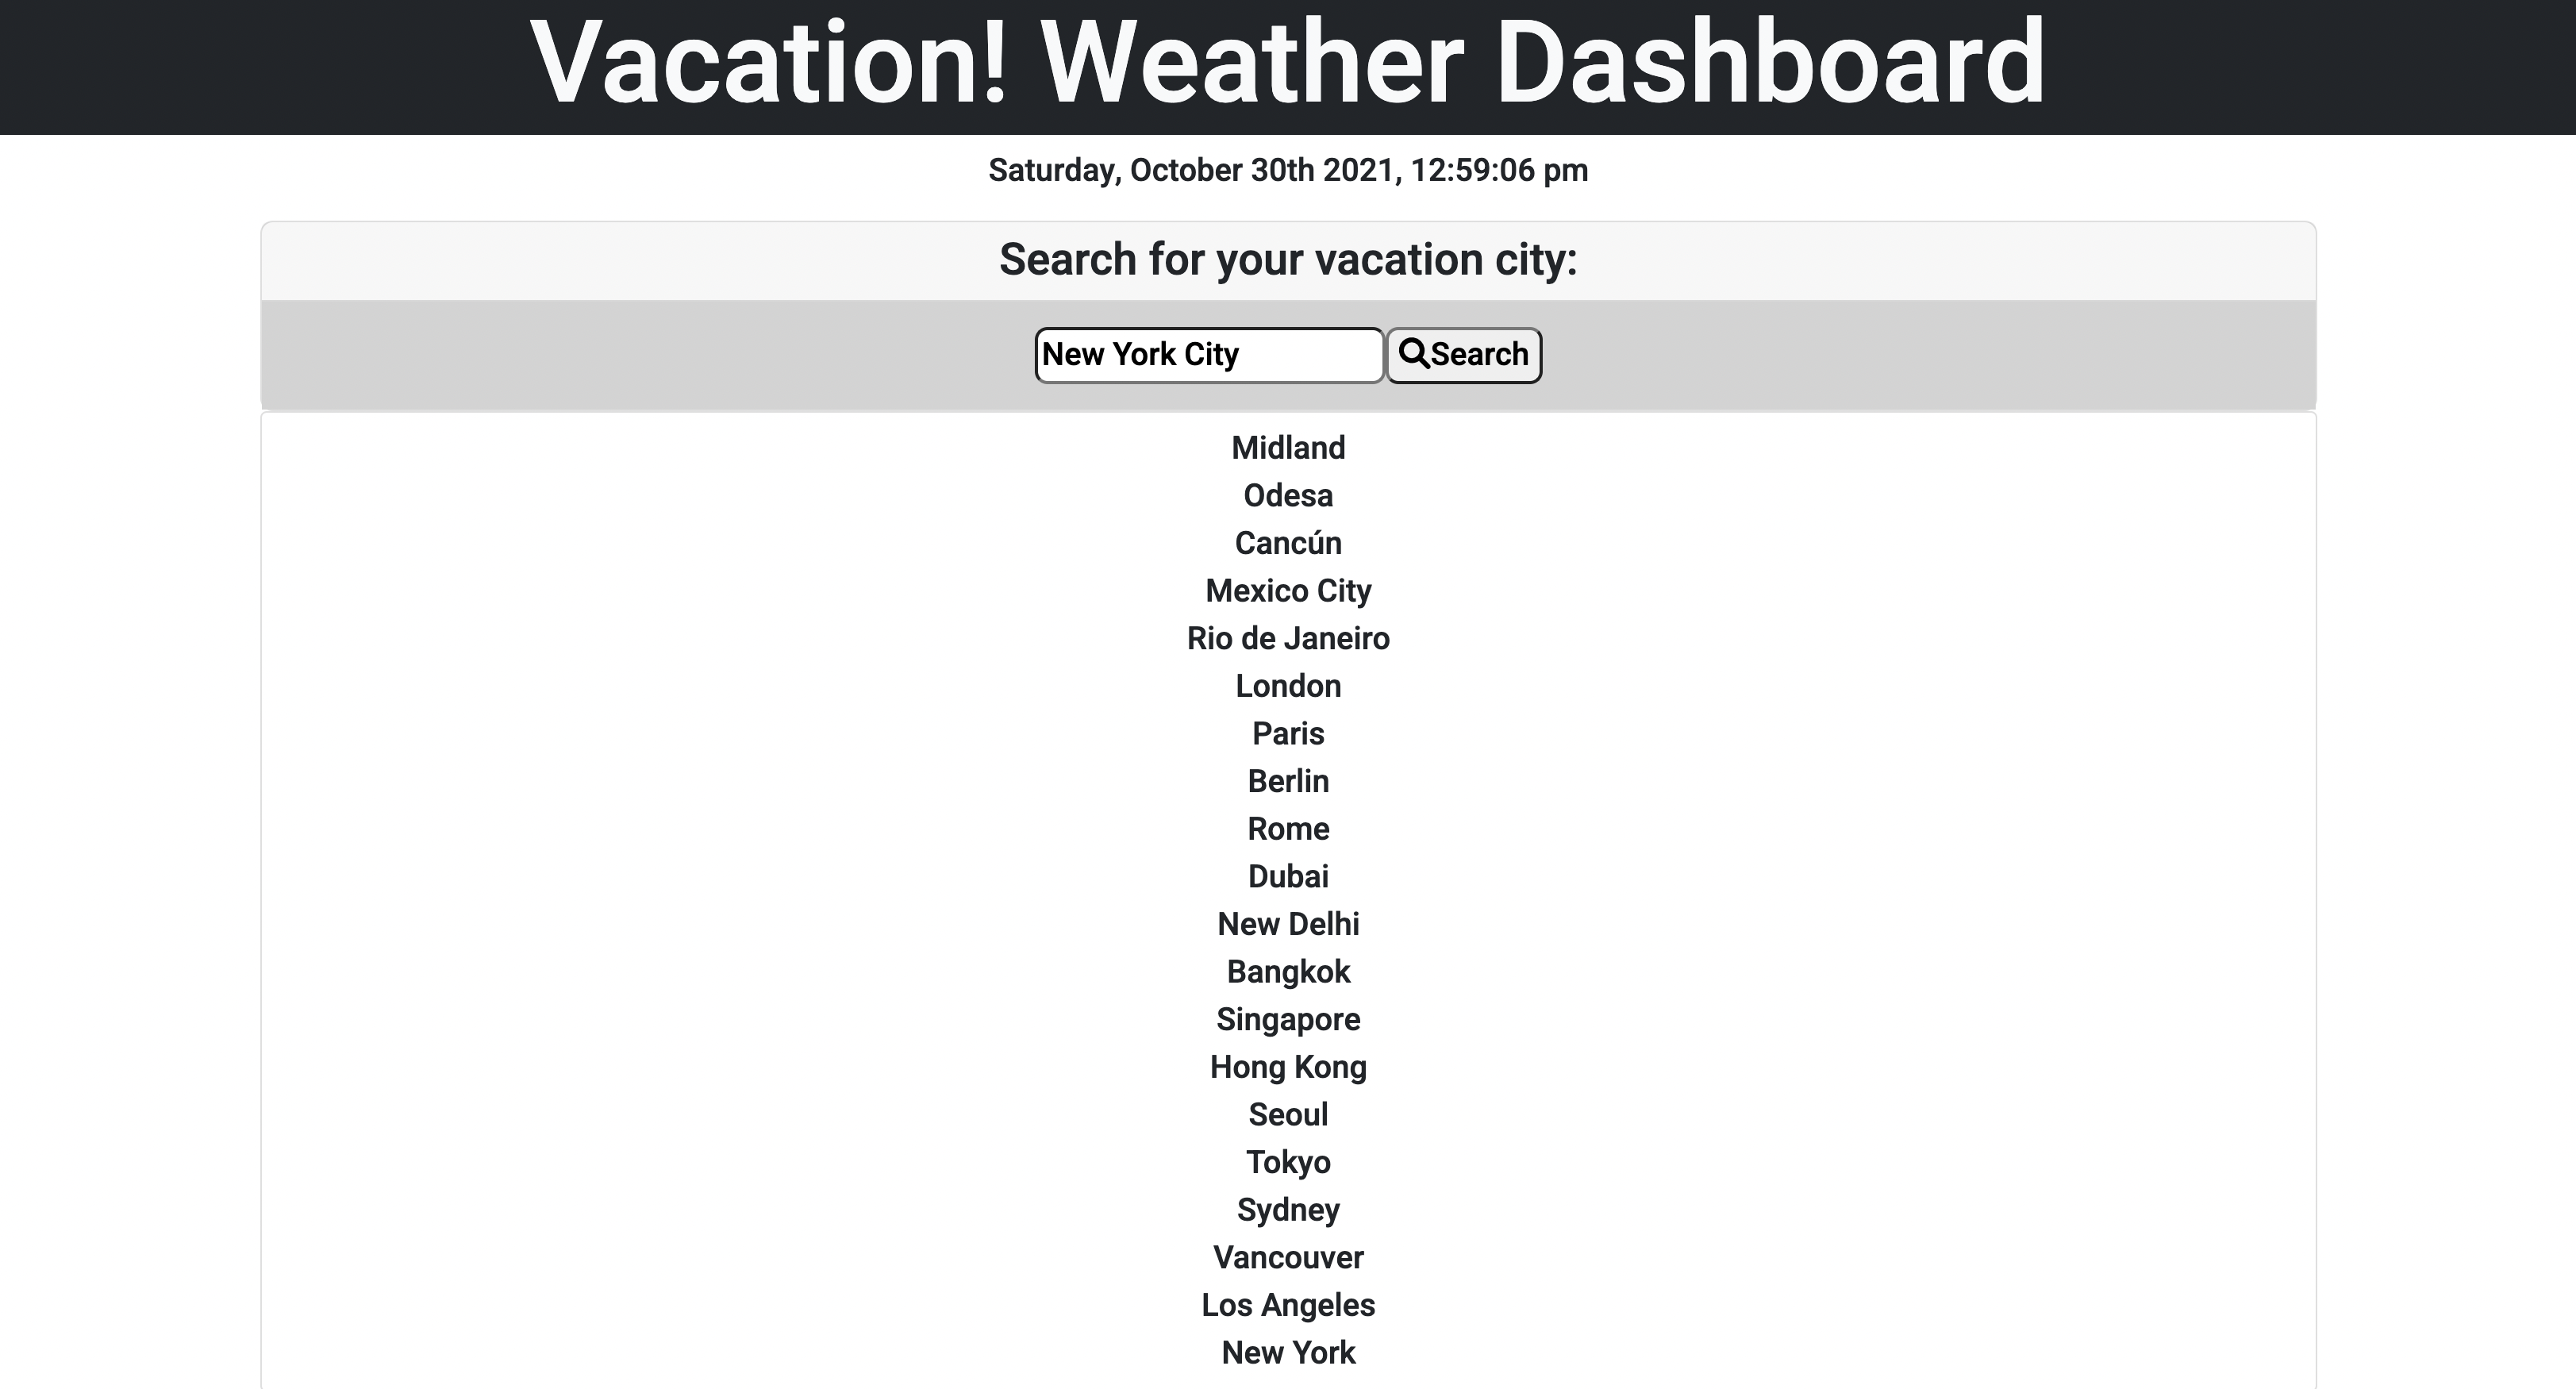 Vacation! Weather Dashboard
Saturday, October 30th 2021, 12:59:06 pm
Search for your vacation city:
New York City Search
Midland
Odesa
Cancún
Mexico City
Rio de Janeiro
London
Paris
Berlin
Rome
Dubai
New Delhi
Bangkok
Singapore
Hong Kong
Seoul
Tokyo
Sydney
Vancouver
Los Angeles
New York